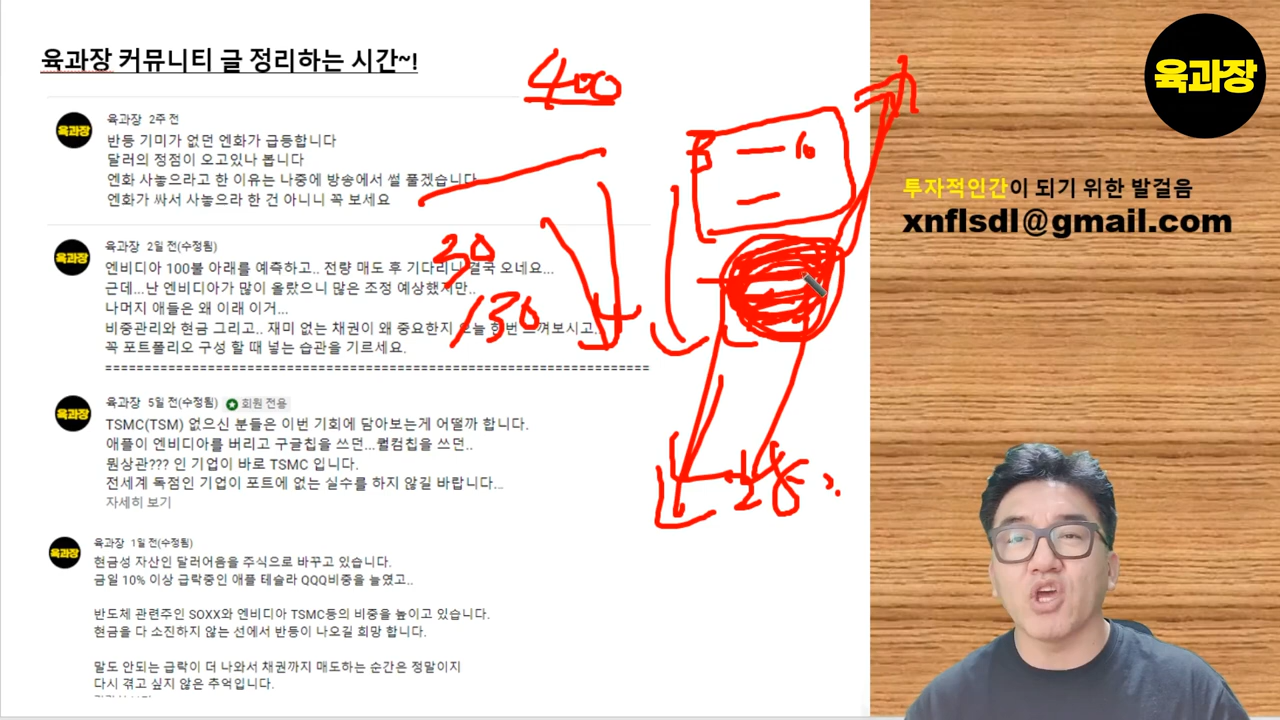 육과장 커뮤니티 글 정리하는 시간~!
400
육과장
육과장
육과장 2주 전
반등 기미가 없던 엔화가 급등합니다
달러의 정점이 오고있나 봅니다
엔화 사놓으라고 한 이유는 나중에 방송에서 썰 풀겠습니다
엔화가 싸서 사놓으라 한 건 아니니 꼭 보세요
투자적인간이 되기 위한 발걸음
xnflsdl@gmail.com
육과장
육과장 2일 전(수정됨)
엔비디아 100불 아래를 예측하고.. 전량 매도 후 기다리니 결국 오네요...
근데...난 엔비디아가 많이 올랐으니 많은 조정 예상했지만..
나머지 애들은 왜 이래 이거...
비중관리와 현금 그리고.. 재미 없는 채권이 왜 중요한지 오늘 한번 느껴보시고..
꼭 포트폴리오 구성 할 때 넣는 습관을 기르세요.
30
130
육과장
육과장 5일 전(수정됨) 회원 전용
TSMC(TSM) 없으신 분들은 이번 기회에 담아보는게 어떨까 합니다.
애플이 엔비디아를 버리고 구글칩을 쓰던...퀄컴칩을 쓰던..
뭔상관??? 인 기업이 바로 TSMC 입니다.
전세계 독점인 기업이 포트에 없는 실수를 하지 않길 바랍니다...
자세히 보기
육과장
육과장 1일 전(수정됨)
현금성 자산인 달러어음을 주식으로 바꾸고 있습니다.
금일 10% 이상 급락중인 애플 테슬라 QQQ비중을 늘였고..
반도체 관련주인 SOXX와 엔비디아 TSMC등의 비중을 높이고 있습니다.
현금을 다 소진하지 않는 선에서 반등이 나오길 희망 합니다.
말도 안되는 급락이 더 나와서 채권까지 매도하는 순간은 정말이지
다시 겪고 싶지 않은 추억입니다.